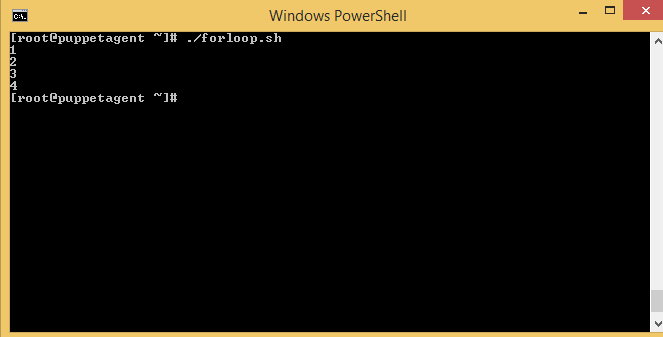 Windows PowerShell
[root@puppetagent ~]# ./forloop.sh
1
2
3
4
[root@puppetagent ~]#